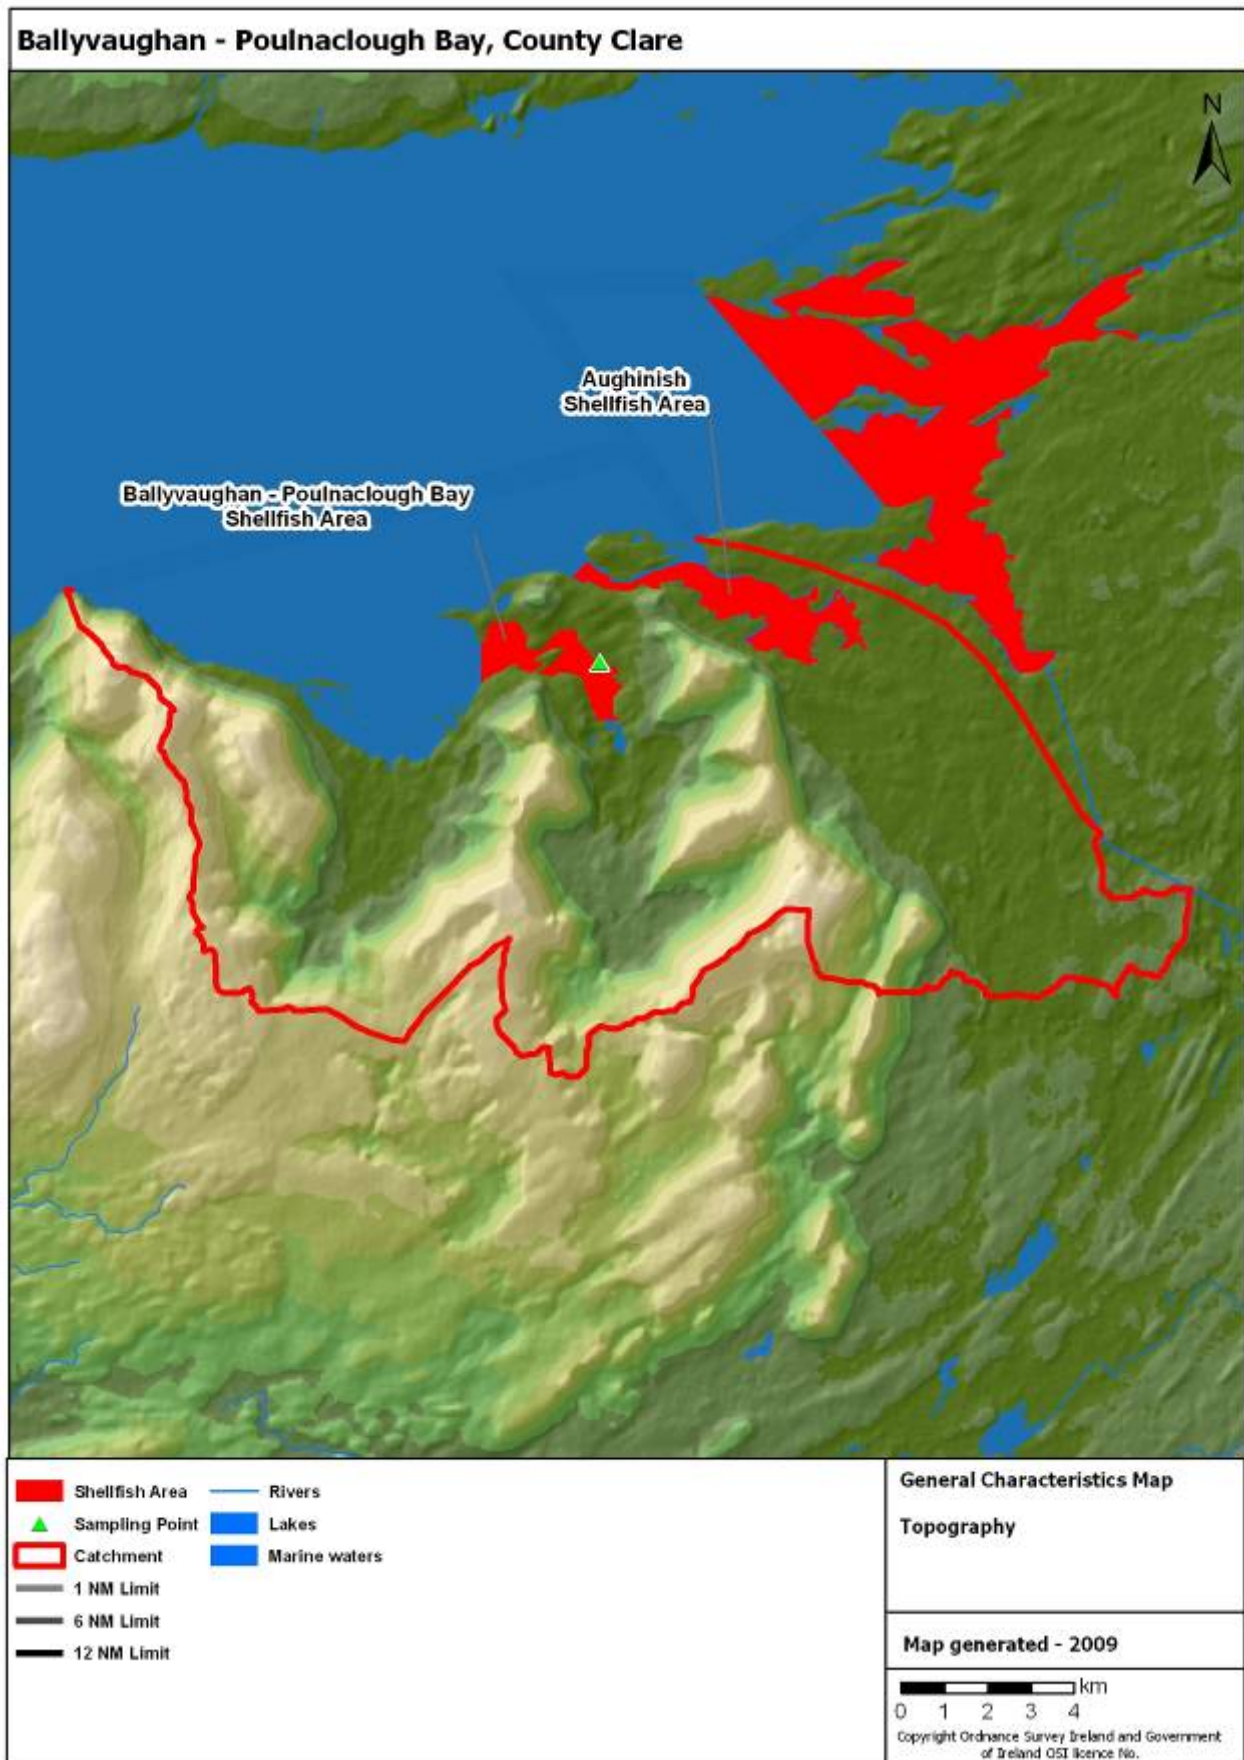 Ballyvaughan - Poulnaclough Bay, County Clare
N
Aughinish
Shellfish Area
Ballyvaughan - Poulnaclough Bay
Shellfish Area
Shellfish Area
Rivers
Sampling Point
Lakes
Catchment
Marine waters
1 NM Limit
6 NM Limit
12 NM Limit
General Characteristics Map
Topography
Map generated - 2009
km
0 1 2 3 4
Copyright Ordnance Survey Ireland and Government
of Ireland OSI licence No.